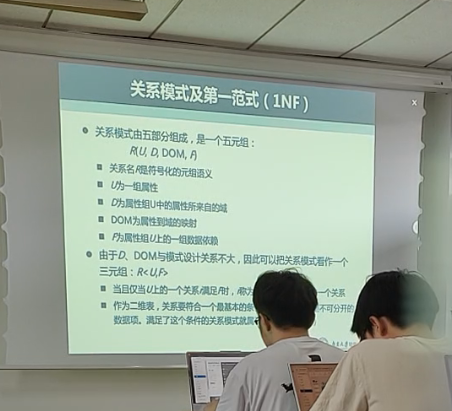 关系模式及第一范式（1NF）
关系模式由五部分组成，是一个五元组：
R(U, D, DOM, F)
关系名R是符号化的元组语义
U为一组属性
D为属性组U中的属性所来自的域
DOM为属性到域的映射
F为属性组U上的一组数据依赖
由于D、DOM与模式设计关系不大，因此可以把关系模式看作一个
三元组：R<U,F>
当且仅当U上的一个关系r满足F时，r称为 一个关系
作为二维表，关系要符合一个最基本的条 不可分开的
数据项。满足了这个条件的关系模式就属